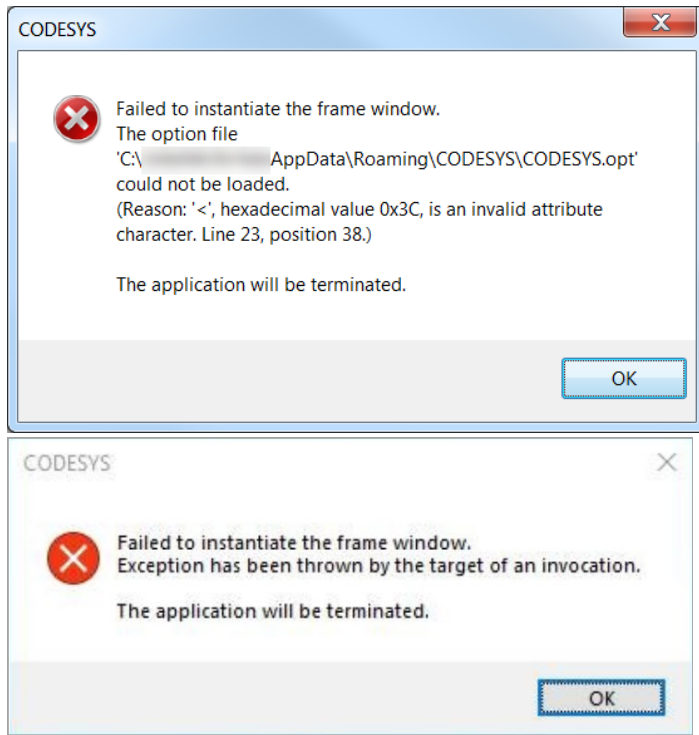 CODESYS
Failed to instantiate the frame window.
The option file
'C:\ AppData\Roaming\CODESYS\CODESYS.opt'
could not be loaded.
(Reason: '<', hexadecimal value 0x3C, is an invalid attribute
character. Line 23, position 38.)
The application will be terminated.
OK
CODESYS
Failed to instantiate the frame window.
Exception has been thrown by the target of an invocation.
The application will be terminated.
OK